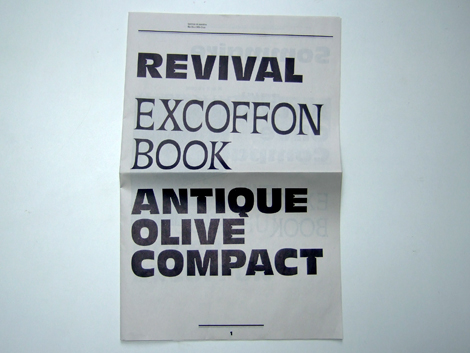 REVIVAL
EXCOFFON
BOOK
ANTIQUE
OLIVE
COMPACT
1